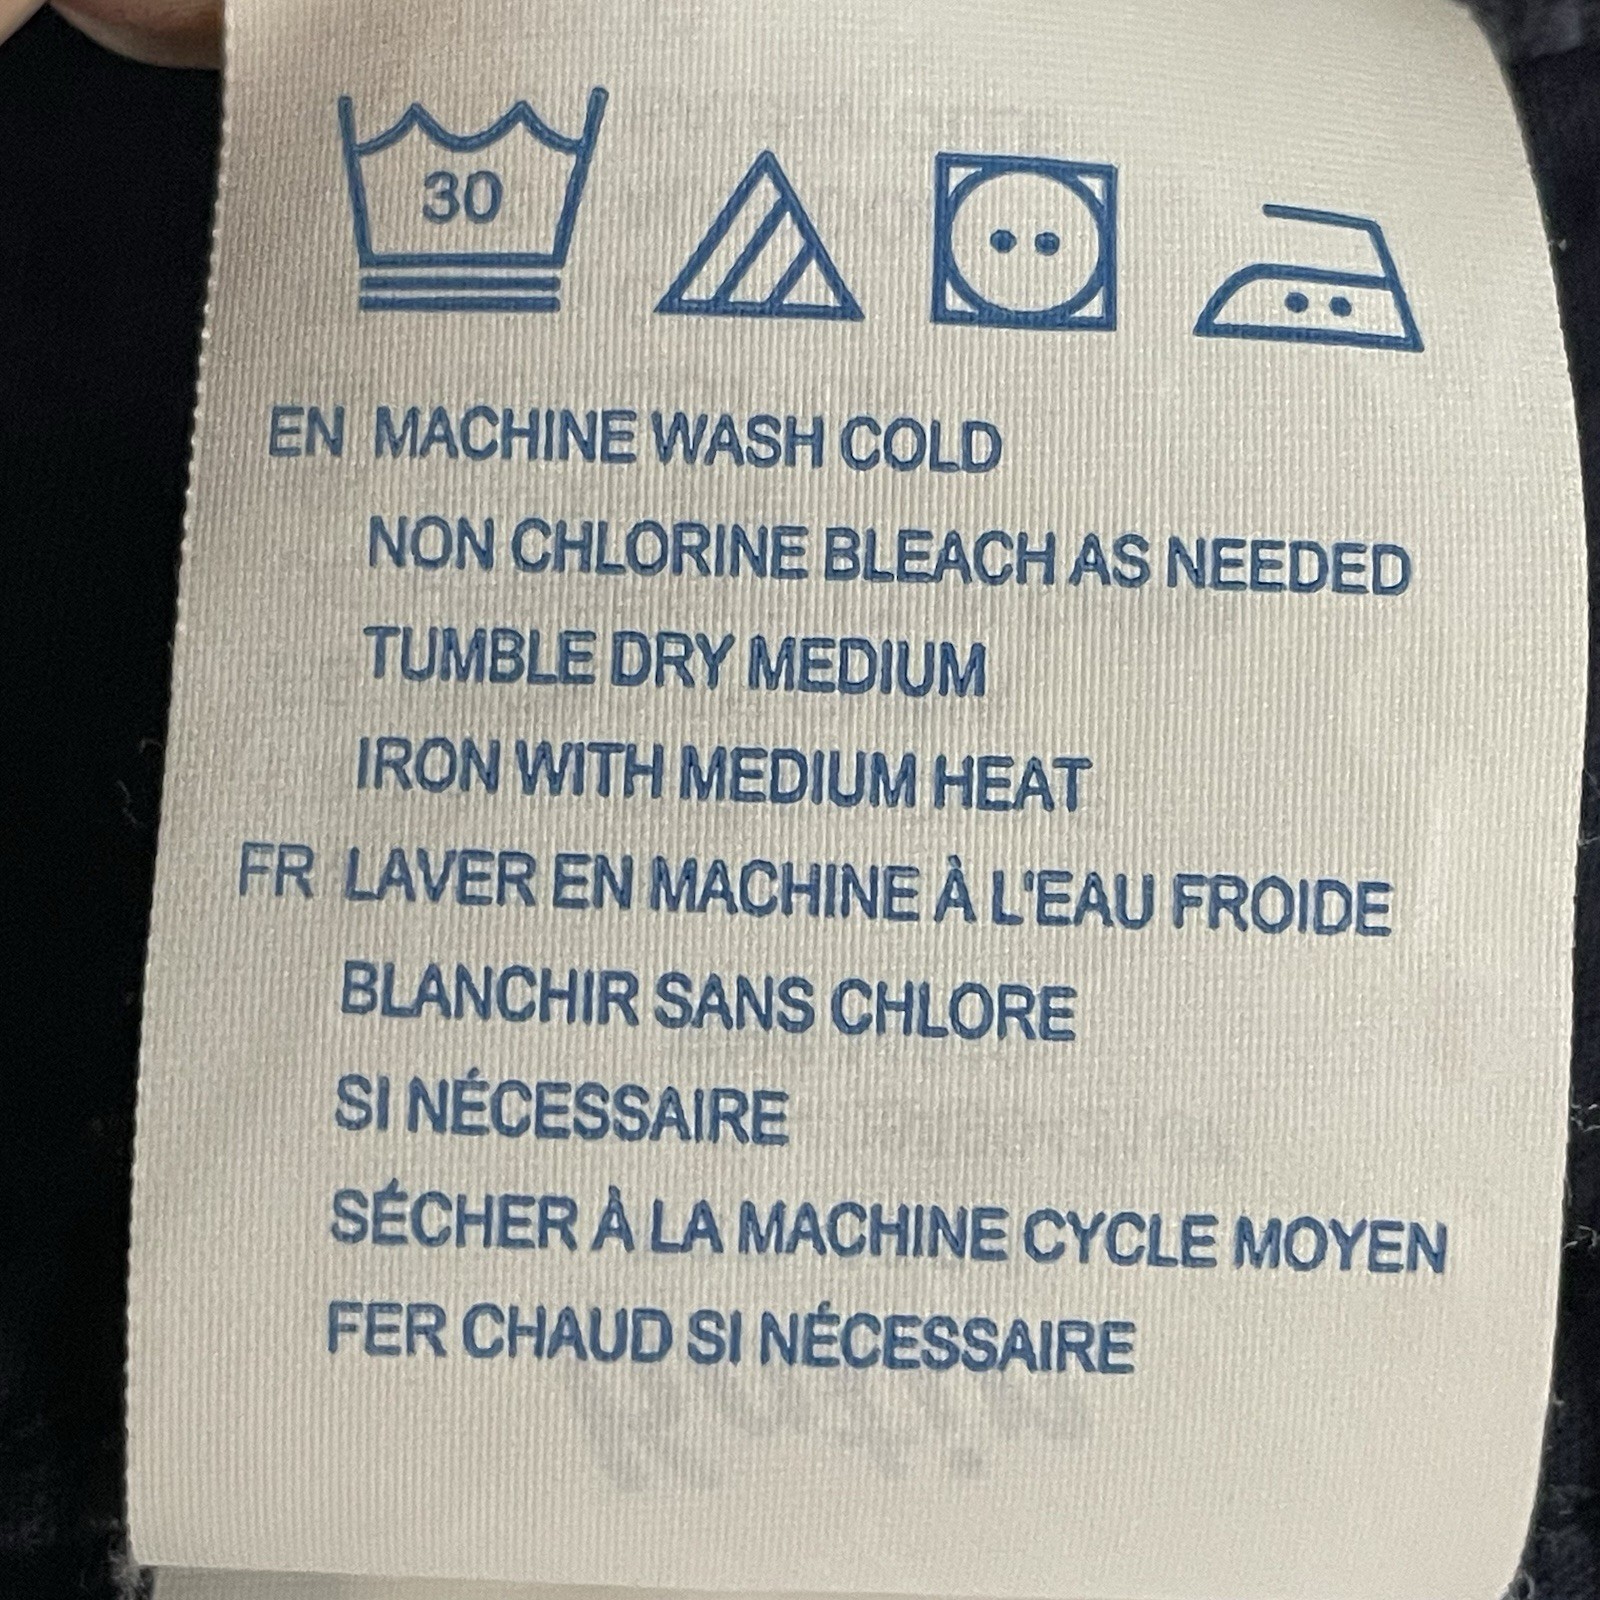 30
EN MACHINE WASH COLD
NON CHLORINE BLEACH AS NEEDED
TUMBLE DRY MEDIUM
IRON WITH MEDIUM HEAT
FR LAVER EN MACHINE À L'EAU FROIDE
BLANCHIR SANS CHLORE
SI NÉCESSAIRE
SÉCHER À LA MACHINE CYCLE MOYEN
FER CHAUD SI NÉCESSAIRE